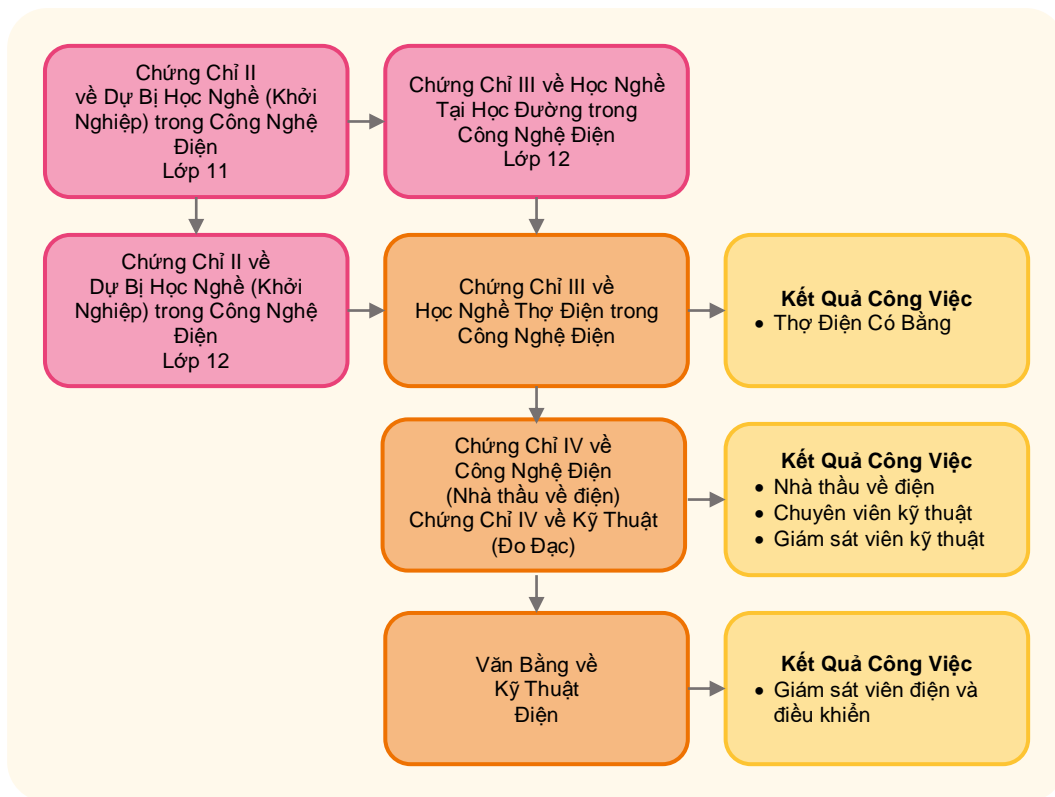 Chứng Chỉ II
về Dự Bị Học Nghề (Khởi
Nghiệp) trong Công Nghệ
Điện
Lớp 11
Chứng Chỉ III về Học Nghề
Tại Học Đường trong
Công Nghệ Điện
Lớp 12
Chứng Chỉ II về
Dự Bị Học Nghề (Khởi
Nghiệp) trong Công Nghệ
Điện
Lớp 12
Chứng Chỉ III về
Học Nghề Thợ Điện trong
Công Nghệ Điện
Kết Quả Công Việc
• Thợ Điện Có Bằng
Chứng Chỉ IV về
Công Nghệ Điện
(Nhà thầu về điện)
Chứng Chỉ IV về Kỹ Thuật
(Đo Đạc)
Kết Quả Công Việc
• Nhà thầu về điện
• Chuyên viên kỹ thuật
• Giám sát viên kỹ thuật
Văn Bằng về
Kỹ Thuật
Điện
Kết Quả Công Việc
• Giám sát viên điện và
điều khiển